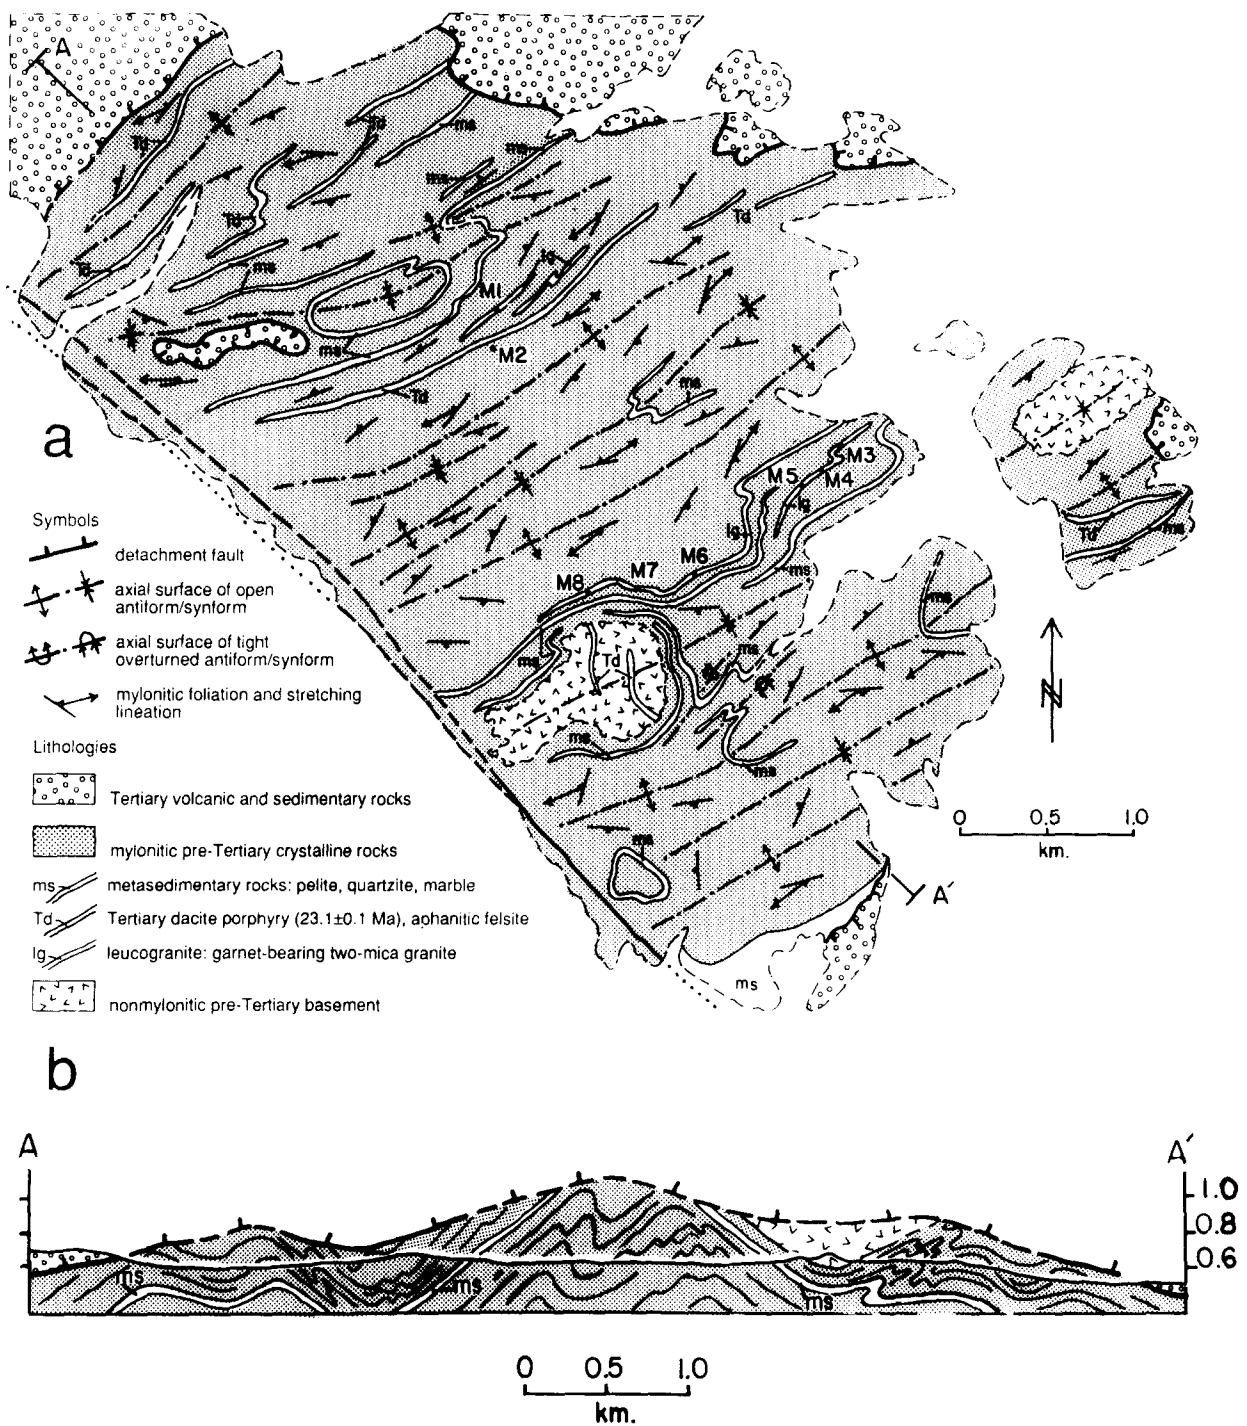 A
Td
Td
ms
ms
ms
Td
Td
ms
lg
Td
M1
ms
M2
Td
ms
a
M3
M5
M4
lg
lg
ms
M6
M7
M8
Td
ms
ms
ms
Td
ms
ms
ms
ms
A'
ms
N
0 0.5 1.0
km.
Symbols
detachment fault
axial surface of open
antiform/synform
axial surface of tight
overturned antiform/synform
mylonitic foliation and stretching
lineation
Lithologies
Tertiary volcanic and sedimentary rocks
mylonitic pre-Tertiary crystalline rocks
ms metasedimentary rocks: pelite, quartzite, marble
Td Tertiary dacite porphyry (23.1±0.1 Ma), aphanitic felsite
lg leucogranite: garnet-bearing two-mica granite
nonmylonitic pre-Tertiary basement
b
A
A'
1.0
0.8
0.6
ms
ms
ms
0 0.5 1.0
km.